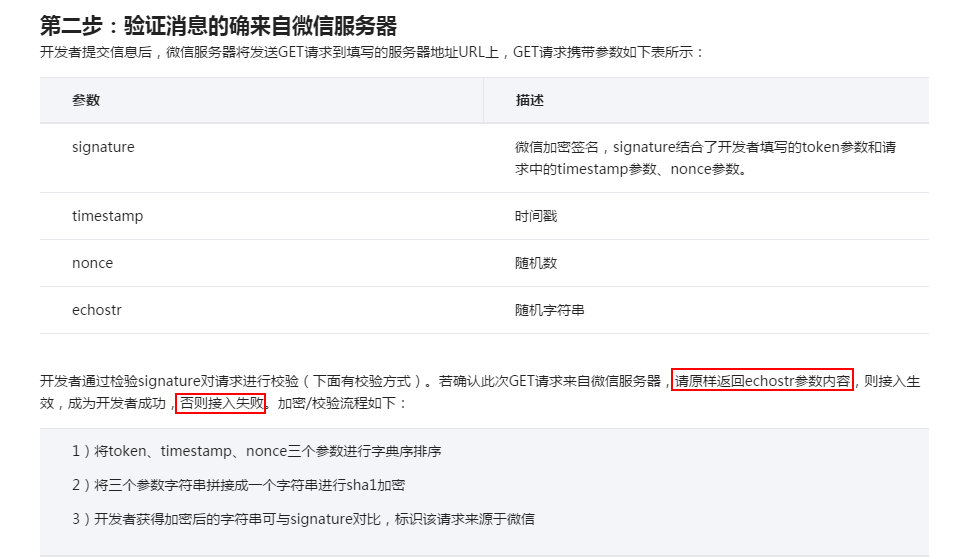 第二步：验证消息的确来自微信服务器
开发者提交信息后，微信服务器将发送GET请求到填写的服务器地址URL上，GET请求携带参数如下表所示：
参数 描述
signature 微信加密签名，signature结合了开发者填写的token参数和请
求中的timestamp参数、nonce参数。
timestamp 时间戳
nonce 随机数
echostr 随机字符串
开发者通过检验signature对请求进行校验（下面有校验方式）。若确认此次GET请求来自微信服务器，请原样返回echostr参数内容，则接入生
效，成为开发者成功，否则接入失败。加密/校验流程如下：
1）将token、timestamp、nonce三个参数进行字典序排序
2）将三个参数字符串拼接成一个字符串进行sha1加密
3）开发者获得加密后的字符串可与signature对比，标识该请求来源于微信